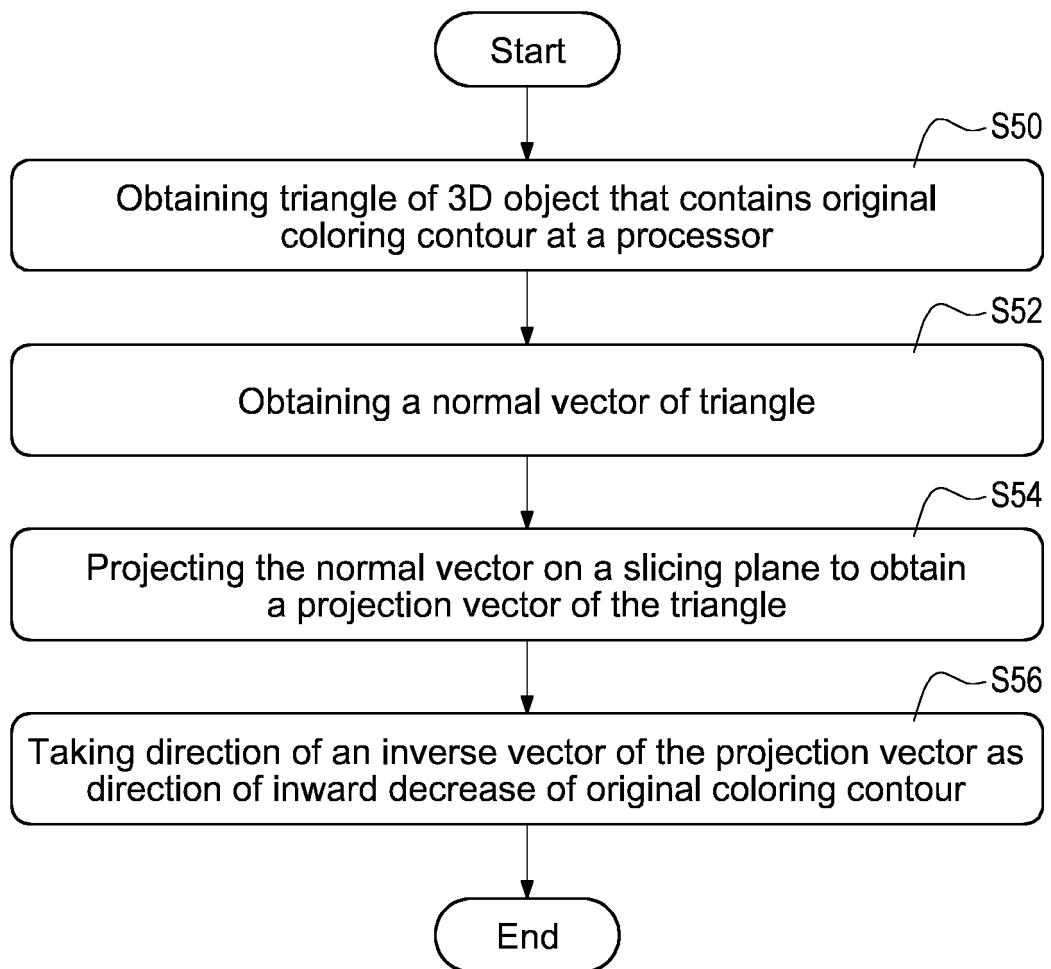 Start
S50
Obtaining triangle of 3D object that contains original
coloring contour at a processor
S52
Obtaining a normal vector of triangle
S54
Projecting the normal vector on a slicing plane to obtain
a projection vector of the triangle
S56
Taking direction of an inverse vector of the projection vector as
direction of inward decrease of original coloring contour
End